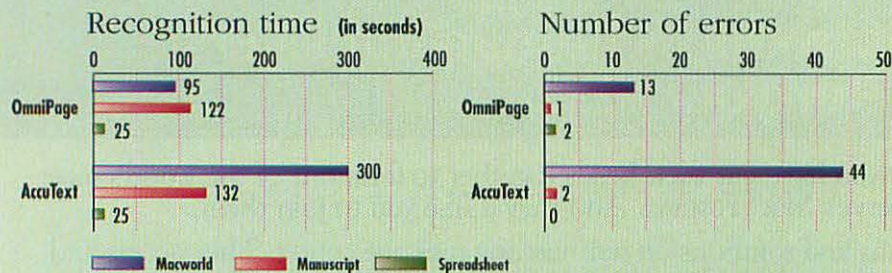 Recognition time (in seconds)
0 100 200 300 400
OmniPage
95
122
25
AccuText
300
132
25
Number of errors
0 10 20 30 40 50
OmniPage
13
1
2
AccuText
44
2
0
Macworld Manuscript Spreadsheet